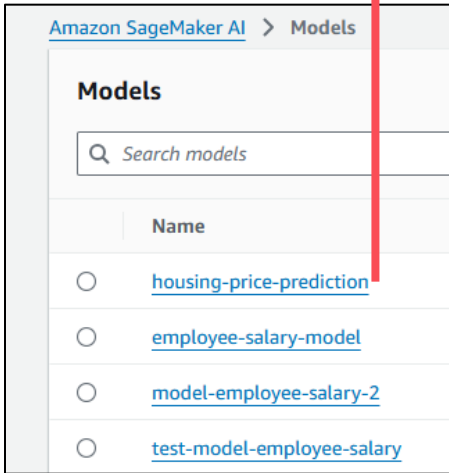 Amazon SageMaker AI > Models
Models
Search models
Name
housing-price-prediction
employee-salary-model
model-employee-salary-2
test-model-employee-salary